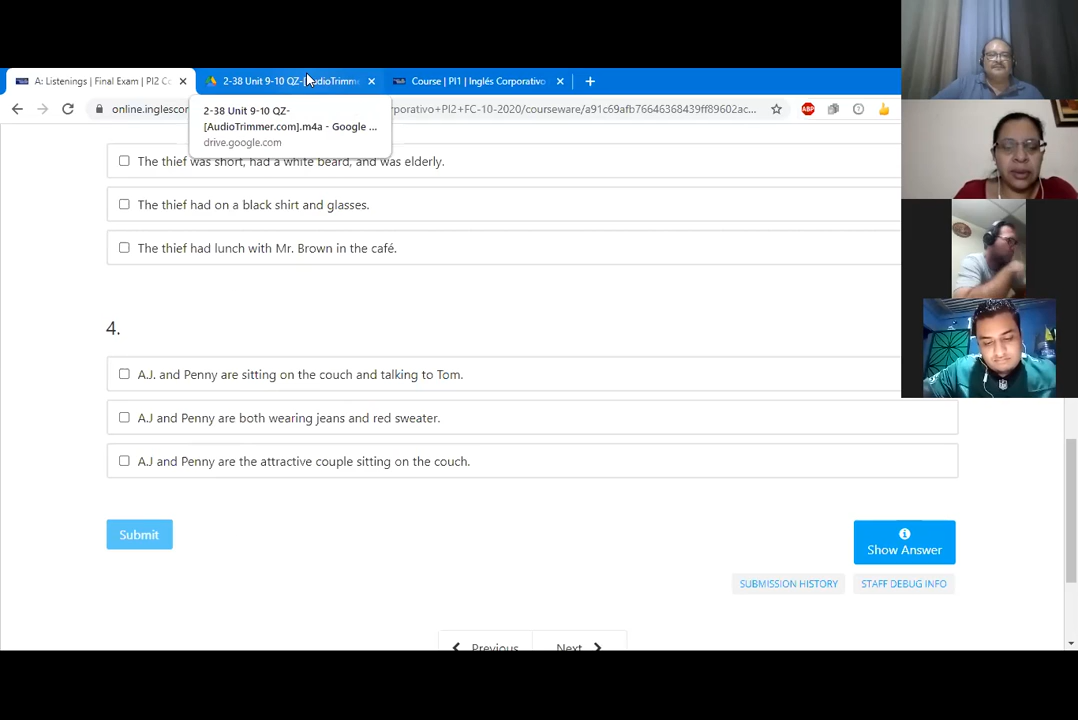 A: Listenings | Final Exam | PI2 Co
2-38 Unit 9-10 QZ-[AudioTrimme
Course | PI1 | Inglés Corporativo
online.inglescor
rporativo+PI2+FC-10-2020/courseware/a91c69afb76646368439ff89602ac...
2-38 Unit 9-10 QZ-
[AudioTrimmer.com].m4a - Google ...
drive.google.com
ABP
The thief was short, had a white beard, and was elderly.
The thief had on a black shirt and glasses.
The thief had lunch with Mr. Brown in the café.
4.
A.J. and Penny are sitting on the couch and talking to Tom.
A.J and Penny are both wearing jeans and red sweater.
A.J and Penny are the attractive couple sitting on the couch.
Submit
Show Answer
SUBMISSION HISTORY
STAFF DEBUG INFO
Previous
Next